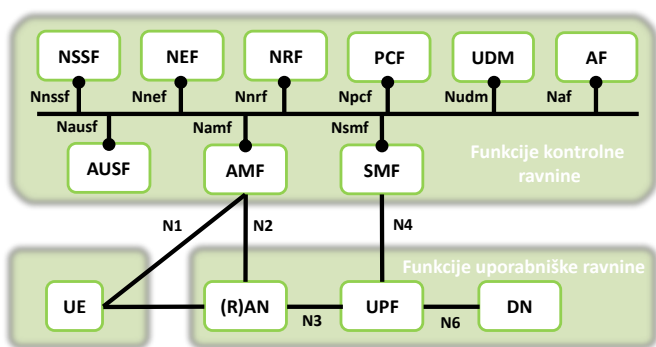 NSSF NEF NRF PCF UDM AF
Nnssf Nnef Nnrf Npcf Nudm Naf
Nausf Namf Nsmf
AUSF AMF SMF
Funkcije kontrolne
ravnine
N1 N2 N4
Funkcije uporabniške ravnine
UE (R)AN UPF DN
N3 N6